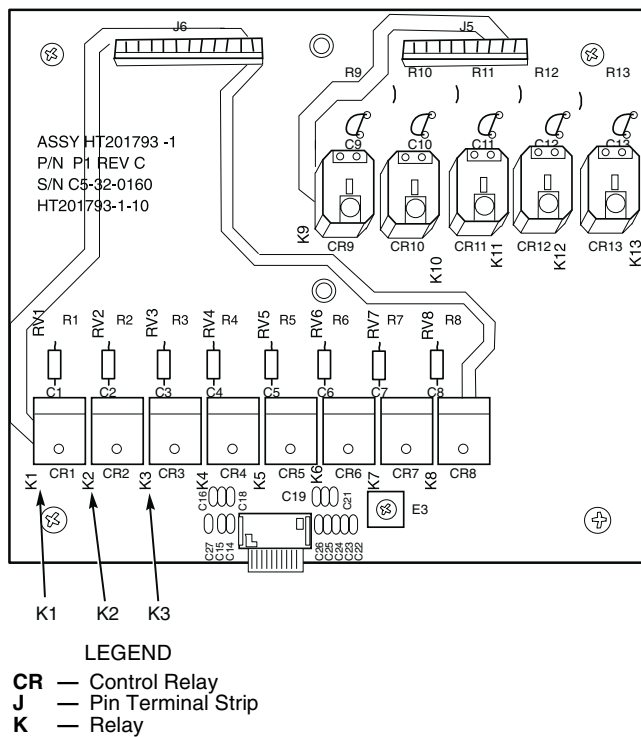 J6 J5
R9 R10 R11 R12 R13
ASSY HT201793 -1
P/N P1 REV C
S/N C5-32-0160
HT201793-1-10
C9 C10 C11 C12 C13
K9 CR9 CR10 K10 CR11 K11 CR12 K12 CR13 K13
RV1 R1 RV2 R2 RV3 R3 RV4 R4 RV5 R5 RV6 R6 RV7 R7 RV8 R8
C1 C2 C3 C4 C5 C6 C7 C8
K1 CR1 K2 CR2 K3 CR3 K4 CR4 K5 CR5 K6 CR6 K7 CR7 K8 CR8
C16 C18 C19 C21
E3
C27 C15 C14 C26 C25 C24 C23 C22
K1 K2 K3
LEGEND
CR — Control Relay
J — Pin Terminal Strip
K — Relay